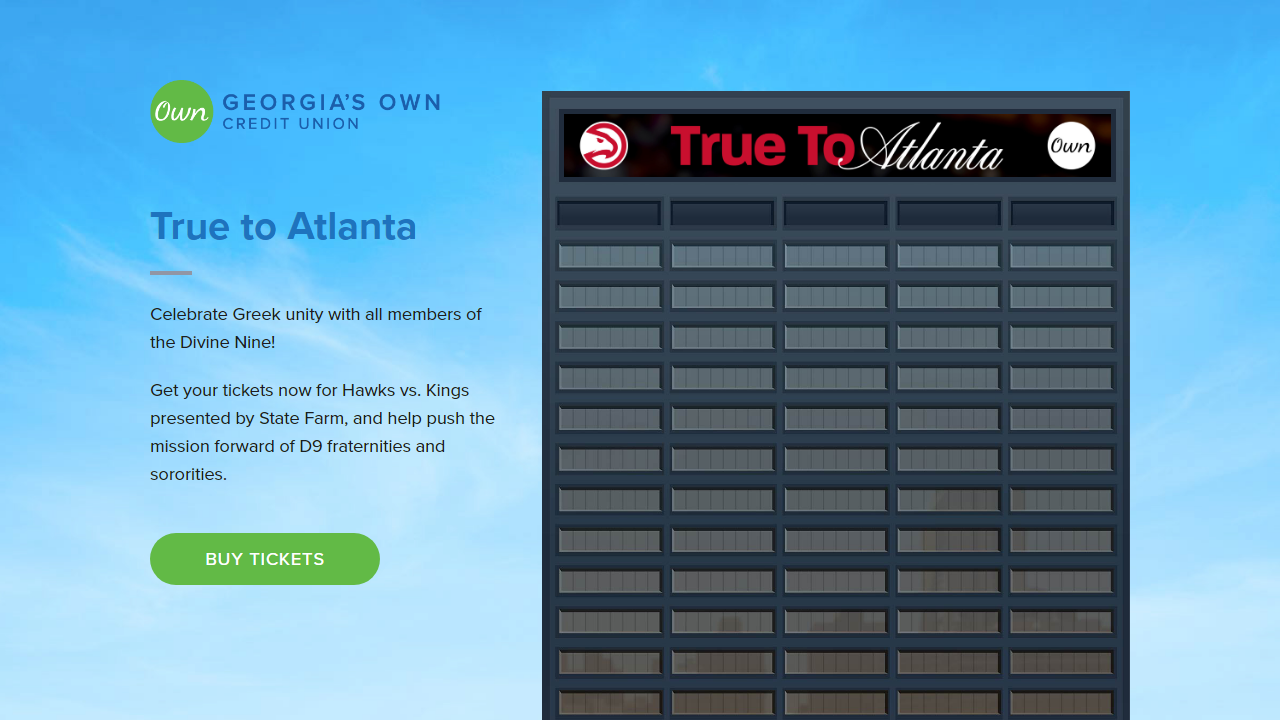 Own
GEORGIA'S OWN
CREDIT UNION
True To Atlanta
Own
True to Atlanta
Celebrate Greek unity with all members of
the Divine Nine!
Get your tickets now for Hawks vs. Kings
presented by State Farm, and help push the
mission forward of D9 fraternities and
sororities.
BUY TICKETS